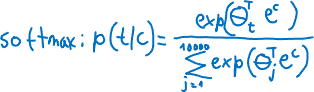 softmax: p(t/c) = exp(θ_t^T e^c) / Σ_{j=1}^{10000} exp(θ_j^T e^c)